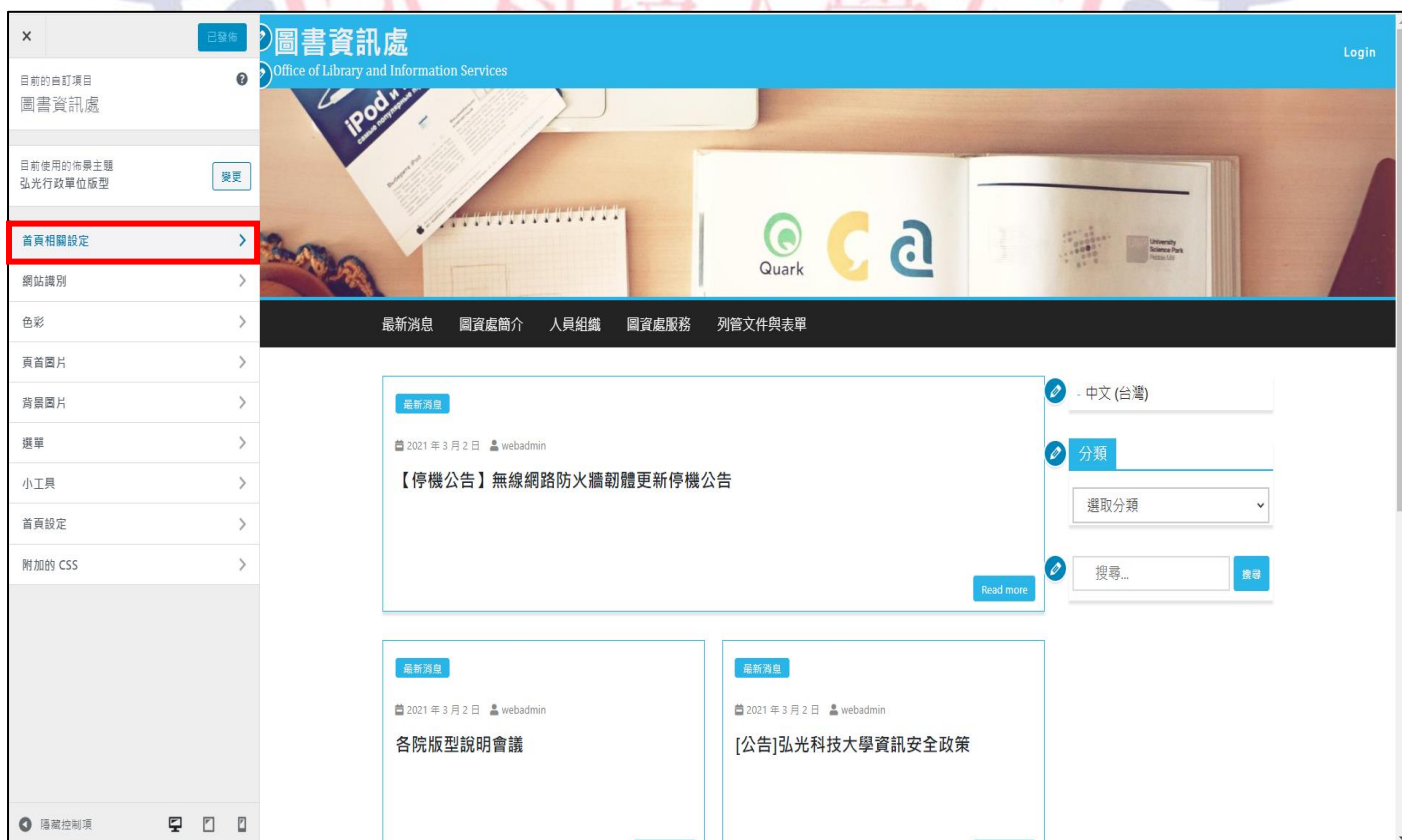 已發佈
目前的自訂項目
圖書資訊處
目前使用的佈景主題
弘光行政單位版型
變更
首頁相關設定
網站識別
色彩
頁首圖片
背景圖片
選單
小工具
首頁設定
附加的 CSS
隱藏控制項
圖書資訊處
Office of Library and Information Services
Login
iPod и
самые популярные
Quark
University
Science Park
最新消息 圖資處簡介 人員組織 圖資處服務 列管文件與表單
最新消息
2021 年 3 月 2 日 webadmin
【停機公告】無線網路防火牆韌體更新停機公告
Read more
- 中文 (台灣)
分類
選取分類
搜尋...
搜尋
最新消息
2021 年 3 月 2 日 webadmin
各院版型說明會議
最新消息
2021 年 3 月 2 日 webadmin
[公告]弘光科技大學資訊安全政策